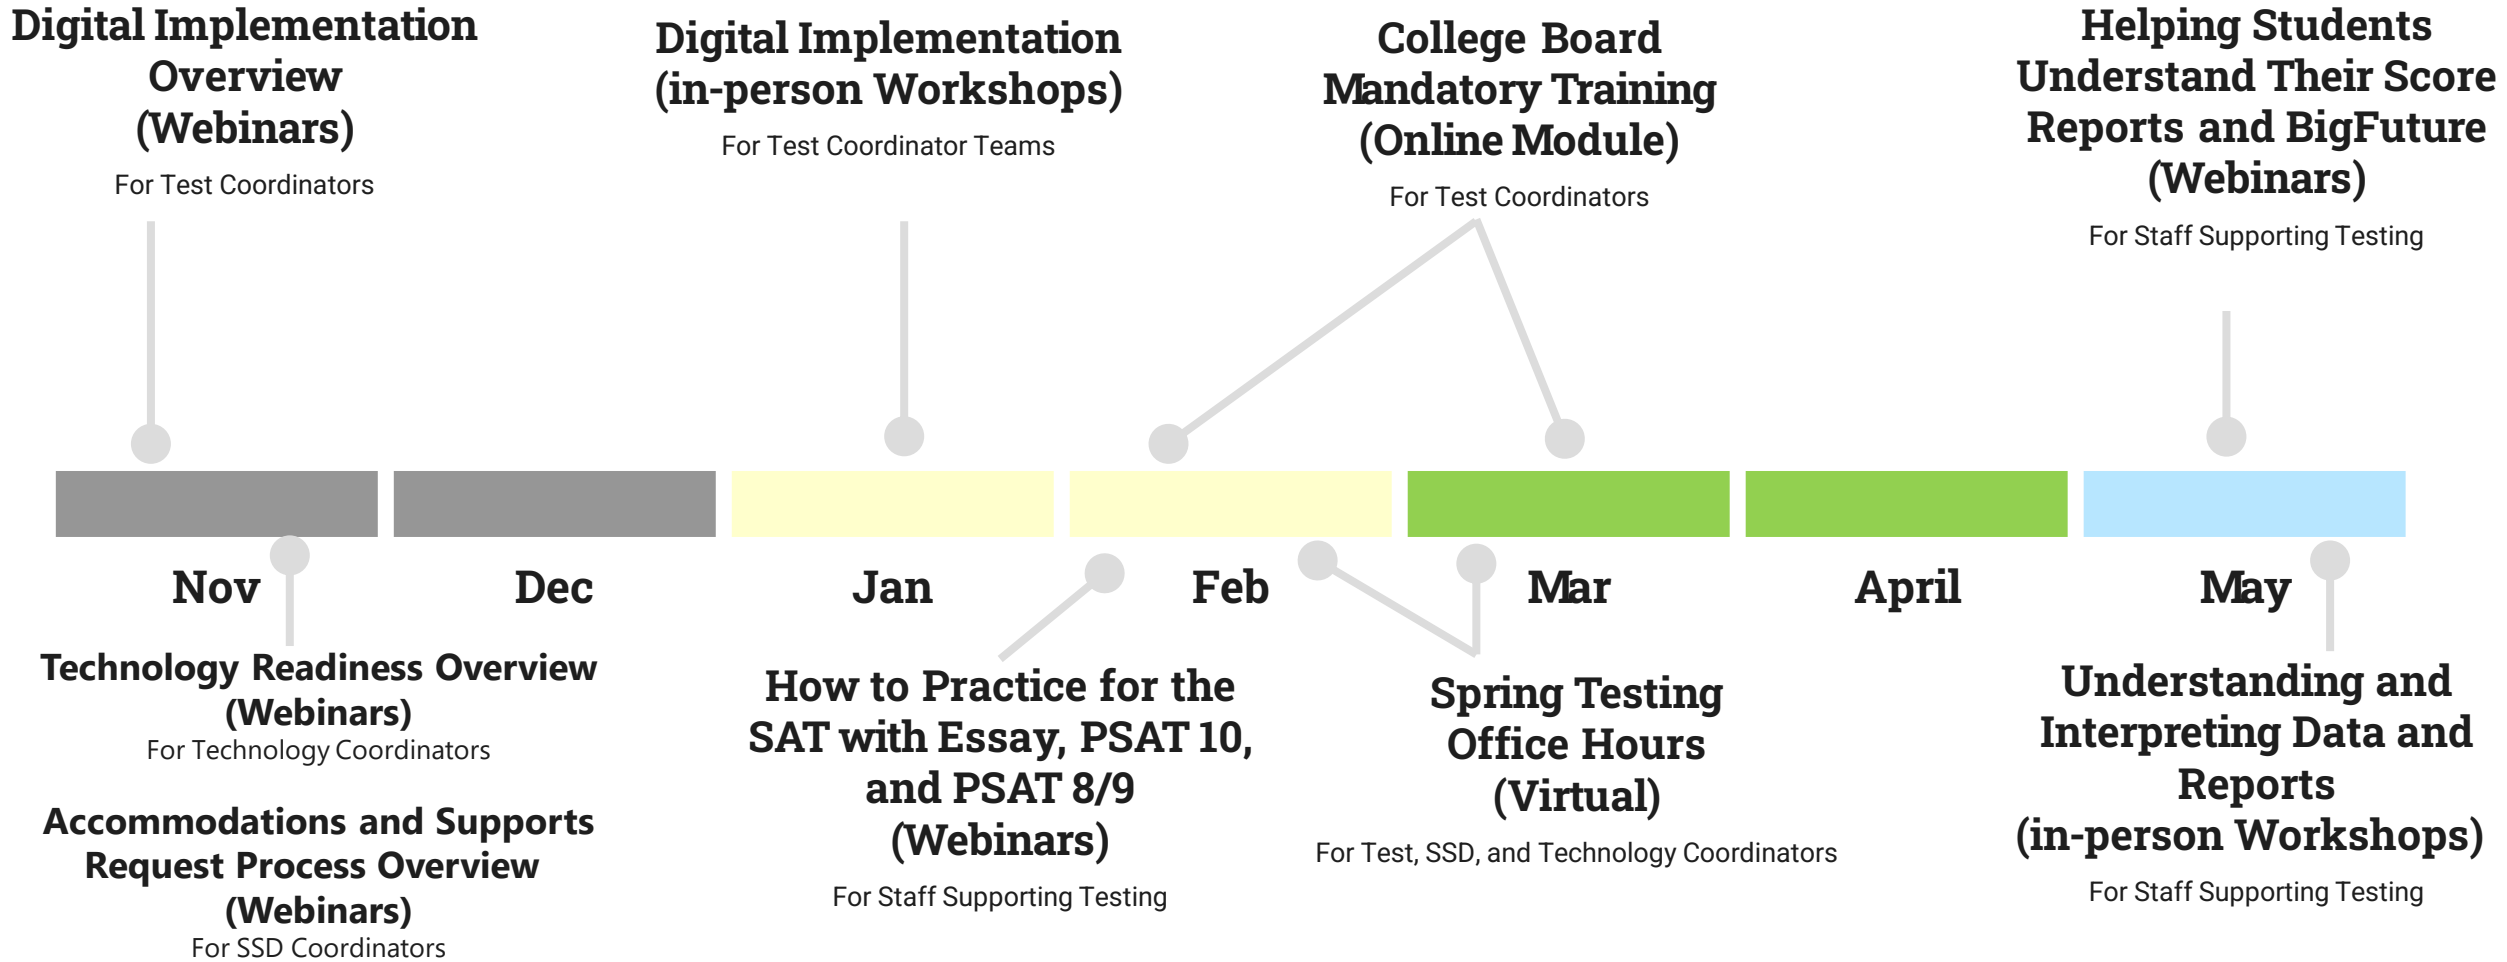 Digital Implementation
Overview
(Webinars)
For Test Coordinators
Digital Implementation
(in-person Workshops)
For Test Coordinator Teams
College Board
Mandatory Training
(Online Module)
For Test Coordinators
Helping Students
Understand Their Score
Reports and BigFuture
(Webinars)
For Staff Supporting Testing
Nov
Dec
Jan
Feb
Mar
April
May
Technology Readiness Overview
(Webinars)
For Technology Coordinators
Accommodations and Supports
Request Process Overview
(Webinars)
For SSD Coordinators
How to Practice for the
SAT with Essay, PSAT 10,
and PSAT 8/9
(Webinars)
For Staff Supporting Testing
Spring Testing
Office Hours
(Virtual)
For Test, SSD, and Technology Coordinators
Understanding and
Interpreting Data and
Reports
(in-person Workshops)
For Staff Supporting Testing